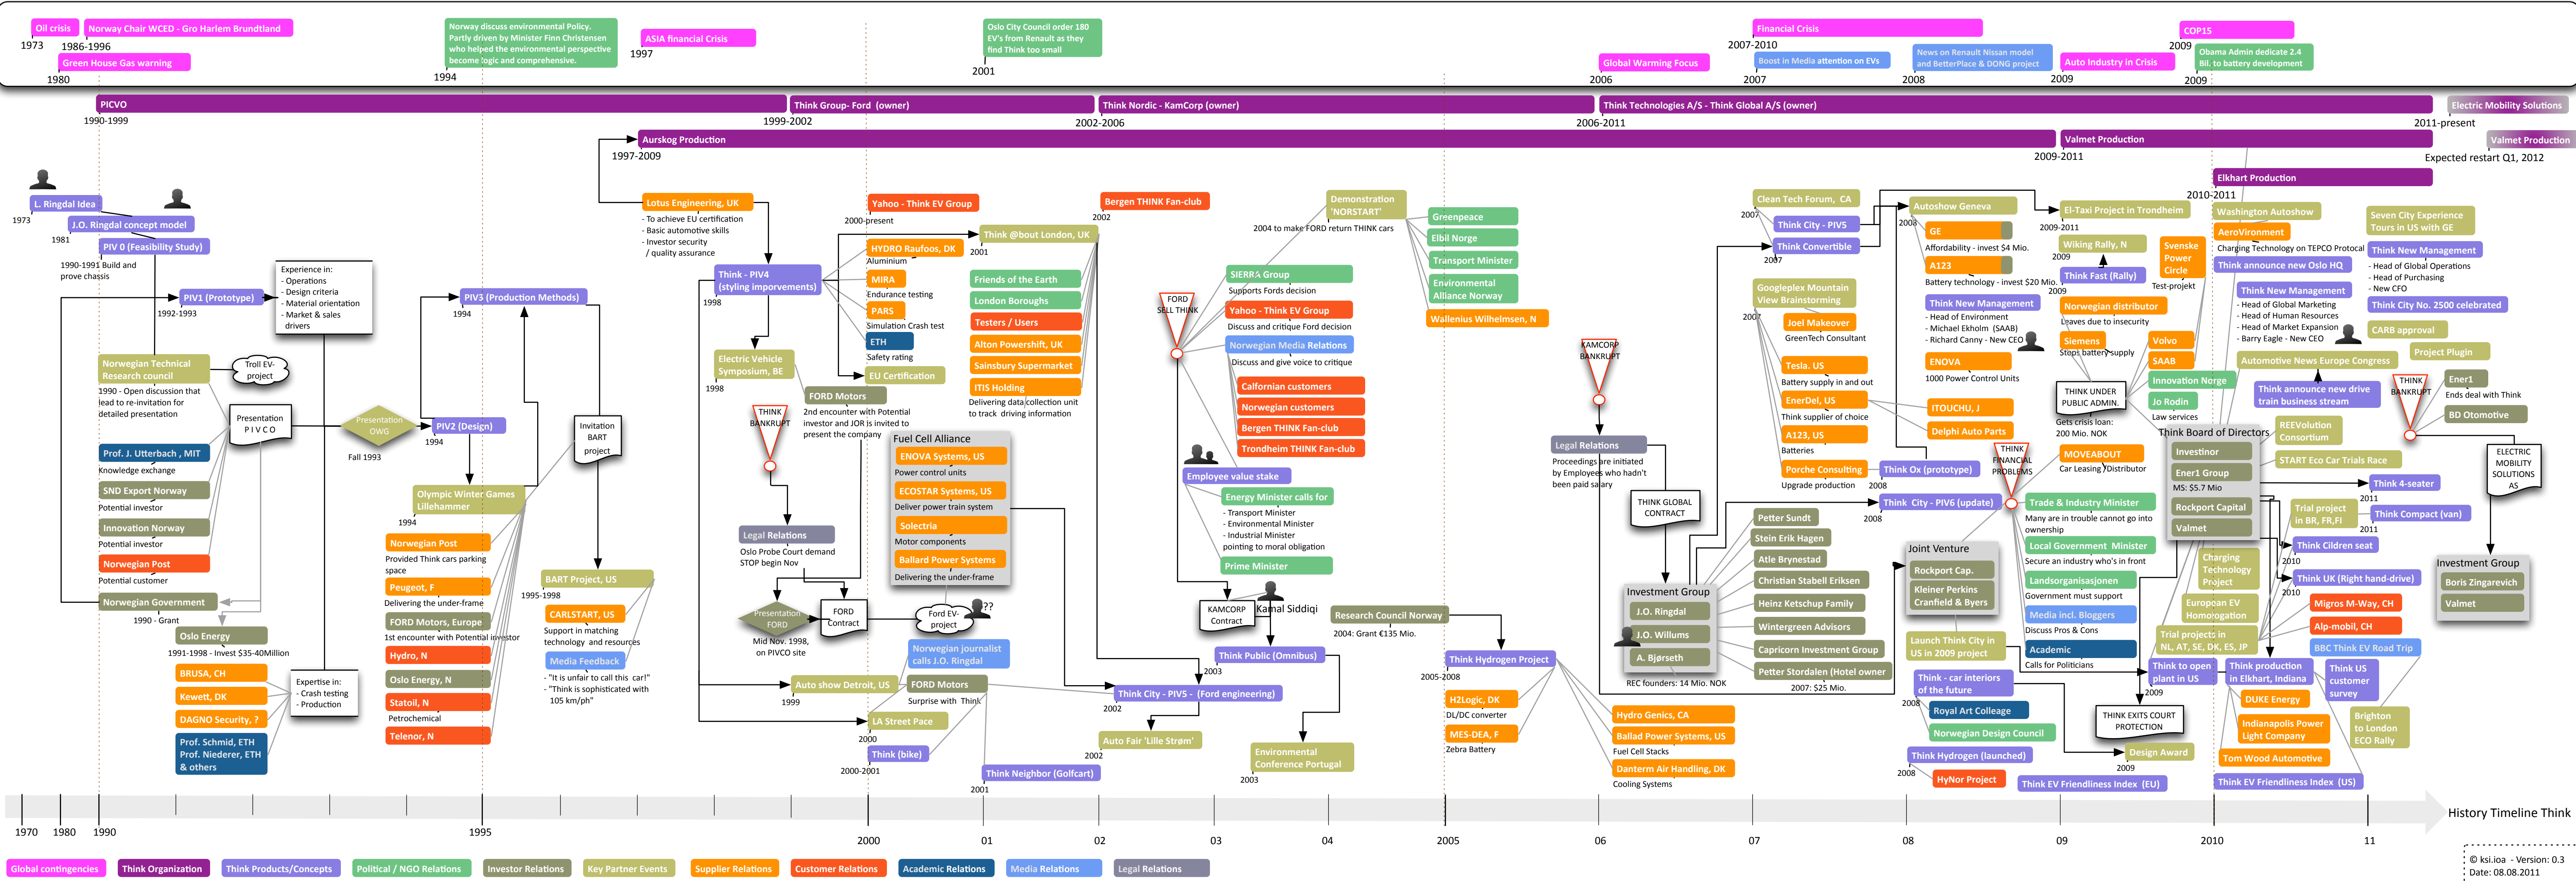 Oil crisis
1973
Norway Chair WCED - Gro Harlem Brundtland
1986-1996
Green House Gas warning
1980
Norway discuss environmental Policy.
Partly driven by Minister Finn Christensen
who helped the environmental perspective
become logic and comprehensive.
1994
ASIA financial Crisis
1997
Oslo City Council order 180
EV's from Renault as they
find Think too small
2001
Global Warming Focus
2006
Financial Crisis
2007-2010
Boost in Media attention on EVs
2007
News on Renault Nissan model
and BetterPlace & DONG project
2008
Auto Industry in Crisis
2009
COP15
2009
Obama Admin dedicate 2.4
Bil. to battery development
2009
PICVO
1990-1999
Think Group- Ford (owner)
1999-2002
Think Nordic - KamCorp (owner)
2002-2006
Think Technologies A/S - Think Global A/S (owner)
2006-2011
Electric Mobility Solutions
2011-present
Aurskog Production
1997-2009
Valmet Production
2009-2011
Valmet Production
Expected restart Q1, 2012
Elkhart Production
2010-2011
L. Ringdal Idea
1973
J.O. Ringdal concept model
1981
PIV 0 (Feasibility Study)
1990-1991 Build and
prove chassis
PIV1 (Prototype)
1992-1993
Experience in:
- Operations
- Design criteria
- Material orientation
- Market & sales
drivers
Norwegian Technical
Research council
1990 - Open discussion that
lead to re-invitation for
detailed presentation
Troll EV-
project
Presentation
P I V C O
Prof. J. Utterbach , MIT
Knowledge exchange
SND Export Norway
Potential investor
Innovation Norway
Potential investor
Norwegian Post
Potential customer
Norwegian Government
1990 - Grant
Oslo Energy
1991-1998 - Invest $35-40Million
BRUSA, CH
Kewett, DK
DAGNO Security, ?
Prof. Schmid, ETH
Prof. Niederer, ETH
& others
Expertise in:
- Crash testing
- Production
Presentation
OWG
Fall 1993
PIV3 (Production Methods)
1994
PIV2 (Design)
1994
Olympic Winter Games
Lillehammer
1994
Norwegian Post
Provided Think cars parking
space
Peugeot, F
Delivering the under-frame
FORD Motors, Europe
1st encounter with Potential investor
Hydro, N
Oslo Energy, N
Statoil, N
Petrochemical
Telenor, N
Invitation
BART
project
BART Project, US
1995-1998
CARLSTART, US
Support in matching
technology and resources
Media Feedback
- "It is unfair to call this car!"
- "Think is sophisticated with
105 km/ph"
Lotus Engineering, UK
- To achieve EU certification
- Basic automotive skills
- Investor security
/ quality assurance
Think - PIV4
(styling imporvements)
1998
Electric Vehicle
Symposium, BE
1998
THINK
BANKRUPT
Legal Relations
Oslo Probe Court demand
STOP begin Nov
Presentation
FORD
Mid Nov. 1998,
on PIVCO site
FORD
Contract
Auto show Detroit, US
1999
LA Street Pace
2000
Think (bike)
2000-2001
Yahoo - Think EV Group
2000-present
HYDRO Raufoos, DK
Aluminium
MIRA
Endurance testing
PARS
Simulation Crash test
ETH
Safety rating
EU Certification
FORD Motors
2nd encounter with Potential
investor and JOR is invited to
present the company
Fuel Cell Alliance
ENOVA Systems, US
Power control units
ECOSTAR Systems, US
Deliver power train system
Solectria
Motor components
Ballard Power Systems
Delivering the under-frame
Ford EV-
project
??
Norwegian journalist
calls J.O. Ringdal
FORD Motors
Surprise with Think
Think Neighbor (Golfcart)
2001
Think @bout London, UK
2001
Friends of the Earth
London Boroughs
Testers / Users
Alton Powershift, UK
Sainsbury Supermarket
ITIS Holding
Delivering data collection unit
to track driving information
Bergen THINK Fan-club
2002
Think City - PIV5 - (Ford engineering)
2002
Auto Fair 'Lille Strøm'
2002
FORD
SELL THINK
SIERRA Group
Supports Fords decision
Yahoo - Think EV Group
Discuss and critique Ford decision
Norwegian Media Relations
Discuss and give voice to critique
Calfornian customers
Norwegian customers
Bergen THINK Fan-club
Trondheim THINK Fan-club
Employee value stake
Energy Minister calls for
- Transport Minister
- Environmental Minister
- Industrial Minister
pointing to moral obligation
Prime Minister
KAMCORP
Contract
Kamal Siddiqi
Think Public (Omnibus)
2003
Environmental
Conference Portugal
2003
Demonstration
'NORSTART'
2004 to make FORD return THINK cars
Greenpeace
Elbil Norge
Transport Minister
Environmental
Alliance Norway
Wallenius Wilhelmsen, N
Research Council Norway
2004: Grant €135 Mio.
Think Hydrogen Project
2005-2008
H2Logic, DK
DL/DC converter
MES-DEA, F
Zebra Battery
Hydro Genics, CA
Ballad Power Systems, US
Fuel Cell Stacks
Danterm Air Handling, DK
Cooling Systems
KAMCORP
BANKRUPT
Legal Relations
Proceedings are initiated
by Employees who hadn't
been paid salary
THINK GLOBAL
CONTRACT
Investment Group
J.O. Ringdal
J.O. Willums
A. Bjørseth
REC founders: 14 Mio. NOK
Petter Sundt
Stein Erik Hagen
Atle Brynestad
Christian Stabell Eriksen
Heinz Ketschup Family
Wintergreen Advisors
Capricorn Investment Group
Petter Stordalen (Hotel owner
2007: $25 Mio.
Clean Tech Forum, CA
2007
Think City - PIV5
Think Convertible
2007
Googleplex Mountain
View Brainstorming
2007
Joel Makeover
GreenTech Consultant
Tesla. US
Battery supply in and out
EnerDel, US
Think supplier of choice
A123, US
Batteries
Porche Consulting
Upgrade production
ITOUCHU, J
Delphi Auto Parts
Think Ox (prototype)
2008
Think City - PIV6 (update)
2008
Autoshow Geneva
2008
GE
Affordability - invest $4 Mio.
A123
Battery technology - invest $20 Mio.
Think New Management
- Head of Environment
- Michael Ekholm (SAAB)
- Richard Canny - New CEO
ENOVA
1000 Power Control Units
Joint Venture
Rockport Cap.
Kleiner Perkins
Cranfield & Byers
Launch Think City in
US in 2009 project
Think - car interiors
of the future
2008
Royal Art Colleage
Norwegian Design Council
Think Hydrogen (launched)
2008
HyNor Project
Think EV Friendliness Index (EU)
THINK
FINANCIAL
PROBLEMS
El-Taxi Project in Trondheim
2009-2011
Wiking Rally, N
2009
Think Fast (Rally)
2009
Svenske
Power
Circle
Test-projekt
Norwegian distributor
Leaves due to insecurity
Siemens
Stops battery supply
Volvo
SAAB
THINK UNDER
PUBLIC ADMIN.
Gets crisis loan:
200 Mio. NOK
Innovation Norge
Jo Rodin
Law services
MOVEABOUT
Car Leasing / Distributor
Trade & Industry Minister
Many are in trouble cannot go into
ownership
Local Government Minister
Secure an industry who's in front
Landsorganisasjonen
Government must support
Media incl. Bloggers
Discuss Pros & Cons
Academic
Calls for Politicians
Think to open
plant in US
2009
THINK EXITS COURT
PROTECTION
Design Award
2009
Think Board of Directors
Investinor
Ener1 Group
MS: $5.7 Mio
Rockport Capital
Valmet
Washington Autoshow
AeroVironment
Charging Technology on TEPCO Protocal
Think announce new Oslo HQ
Think New Management
- Head of Global Marketing
- Head of Human Resources
- Head of Market Expansion
- Barry Eagle - New CEO
Automotive News Europe Congress
Think announce new drive
train business stream
REEVolution
Consortium
START Eco Car Trials Race
Charging
Technology
Project
European EV
Homorogation
Trial projects in
NL, AT, SE, DK, ES, JP
Think production
in Elkhart, Indiana
DUKE Energy
Indianapolis Power
Light Company
Tom Wood Automotive
Think EV Friendliness Index (US)
Seven City Experience
Tours in US with GE
Think New Management
- Head of Global Operations
- Head of Purchasing
- New CFO
Think City No. 2500 celebrated
CARB approval
Project Plugin
THINK
BANKRUPT
Ener1
Ends deal with Think
BD Otomotive
ELECTRIC
MOBILITY
SOLUTIONS
AS
Think 4-seater
2011
Trial project
in BR, FR,FI
Think Compact (van)
2011
Think Cildren seat
2010
Think UK (Right hand-drive)
2010
Migros M-Way, CH
Alp-mobil, CH
BBC Think EV Road Trip
Think US
customer
survey
Brighton
to London
ECO Rally
Investment Group
Boris Zingarevich
Valmet
1970
1980
1990
1995
2000
01
02
03
04
2005
06
07
08
09
2010
11
History Timeline Think
Global contingencies
Think Organization
Think Products/Concepts
Political / NGO Relations
Investor Relations
Key Partner Events
Supplier Relations
Customer Relations
Academic Relations
Media Relations
Legal Relations
© ksi.ioa - Version: 0.3
Date: 08.08.2011